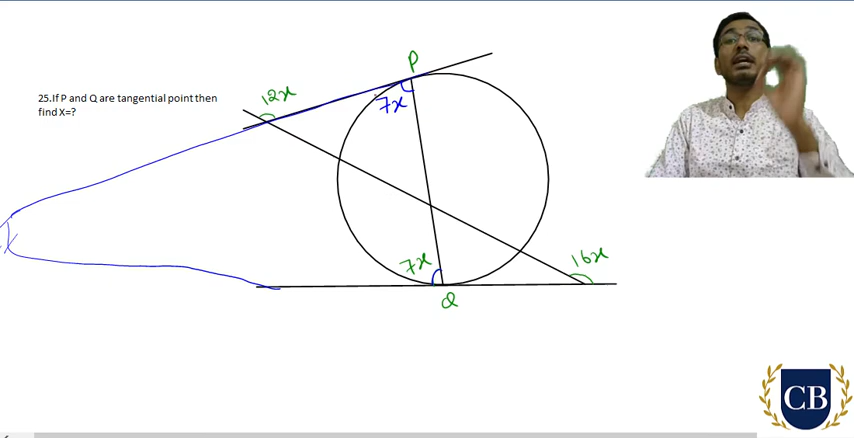 P
12x
25.If P and Q are tangential point then
find X=?
7x
7x
16x
Q
CB